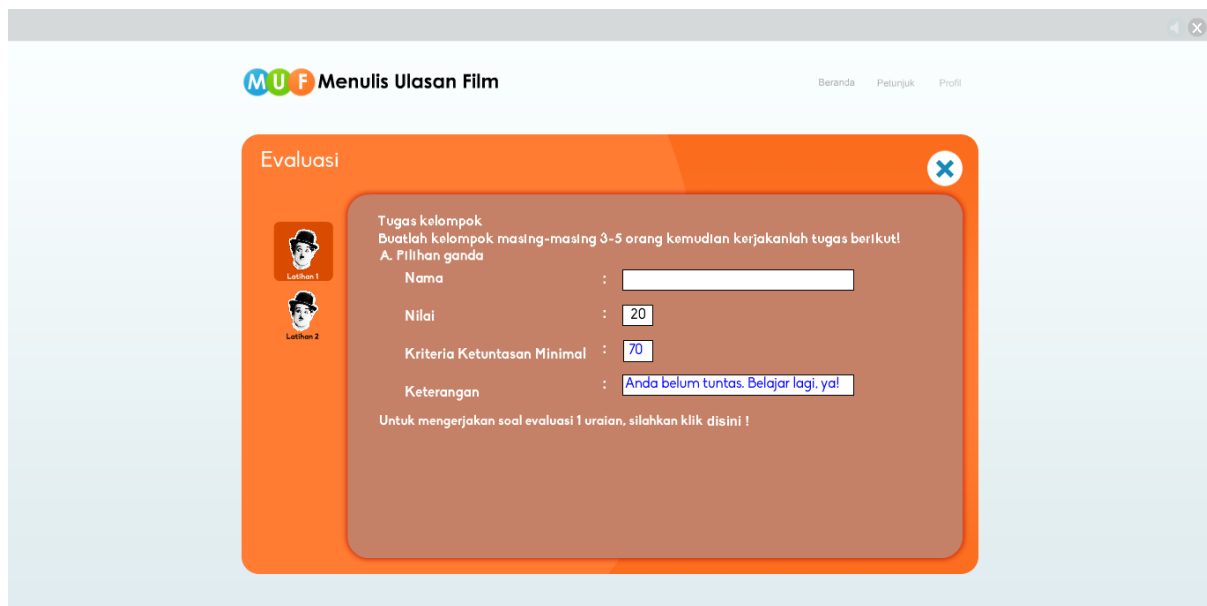 MUF Menulis Ulasan Film
Beranda Petunjuk Profil
Evaluasi
Latihan 1
Latihan 2
Tugas kelompok
Buatlah kelompok masing-masing 3-5 orang kemudian kerjakanlah tugas berikut!
A. Pilihan ganda
Nama :
Nilai : 20
Kriteria Ketuntasan Minimal : 70
Keterangan : Anda belum tuntas. Belajar lagi, ya!
Untuk mengerjakan soal evaluasi 1 uraian, silahkan klik disini !